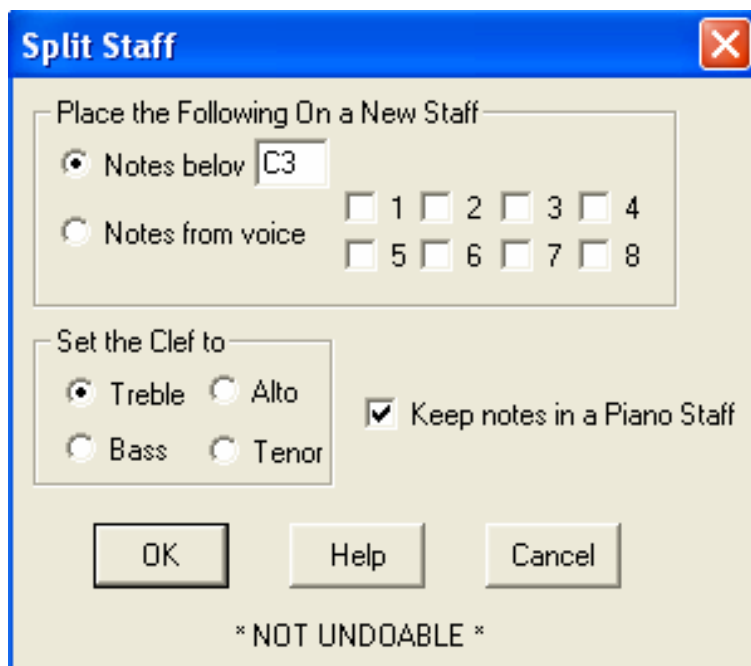 Split Staff
Place the Following On a New Staff
Notes belov C3
Notes from voice
1 2 3 4
5 6 7 8
Set the Clef to
Treble Alto
Bass Tenor
Keep notes in a Piano Staff
OK Help Cancel
* NOT UNDOABLE *